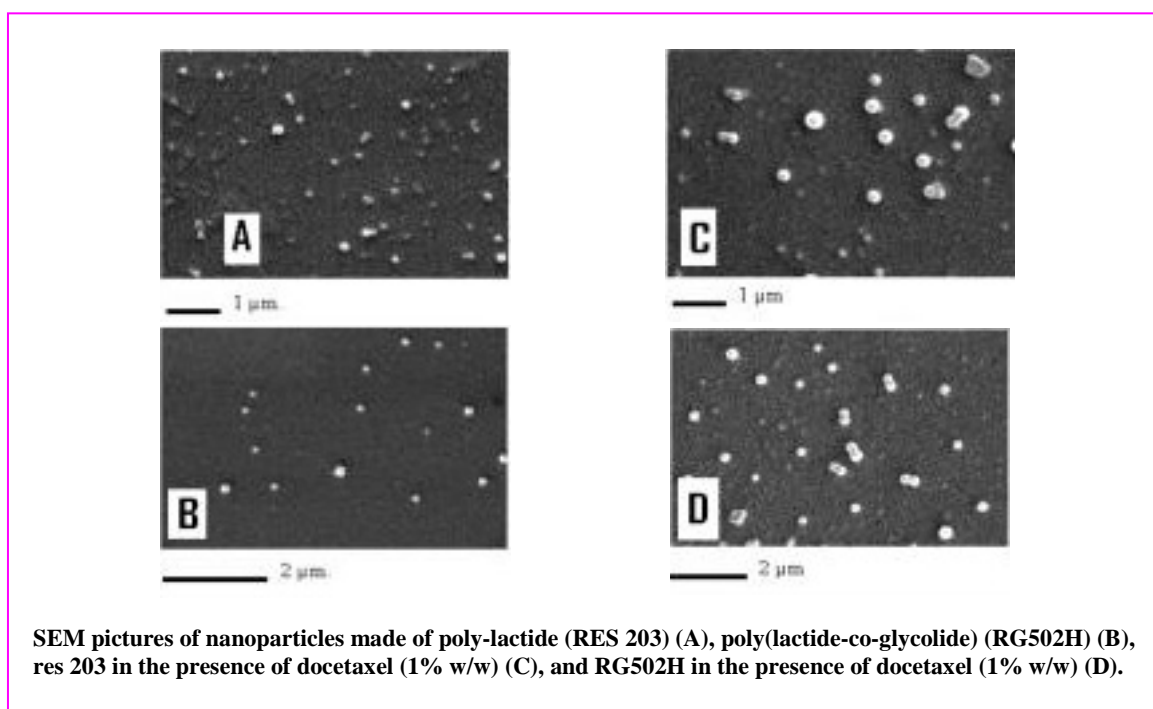 A
C
1 µm.
1 µm
B
D
2 µm.
2 µm
SEM pictures of nanoparticles made of poly-lactide (RES 203) (A), poly(lactide-co-glycolide) (RG502H) (B),
res 203 in the presence of docetaxel (1% w/w) (C), and RG502H in the presence of docetaxel (1% w/w) (D).